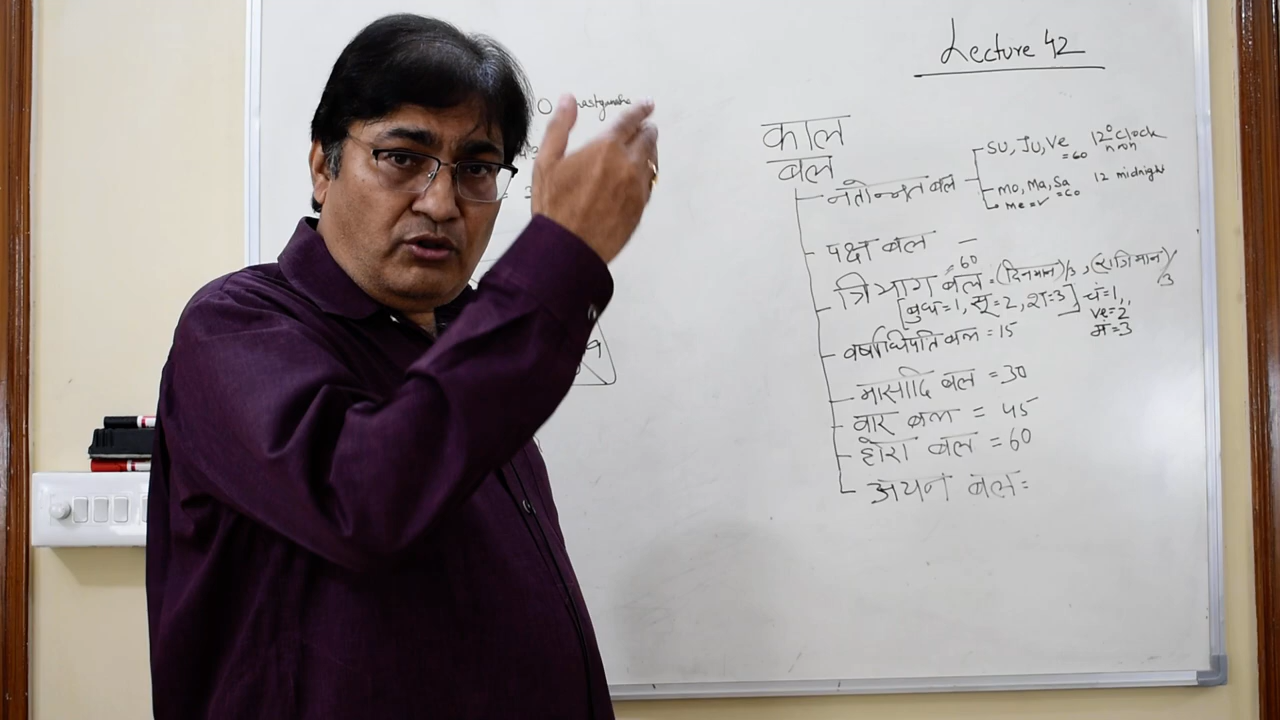 Lecture 42
काल
बल
नतोन्नत बल
SU, JU, Ve = 60 12 o clock noon
Mo, Ma, Sa = 60 12 midnight
Me = ✓
पक्ष बल
त्रिभाग बल = 60 = (दिनमान)/3, (रात्रिमान)/3
[बुध=1, सू=2, श=3] चं=1,
Ve=2
मं=3
वर्षाधिपति बल = 15
मासादि बल = 30
वार बल = 45
होरा बल = 60
अयन बल =